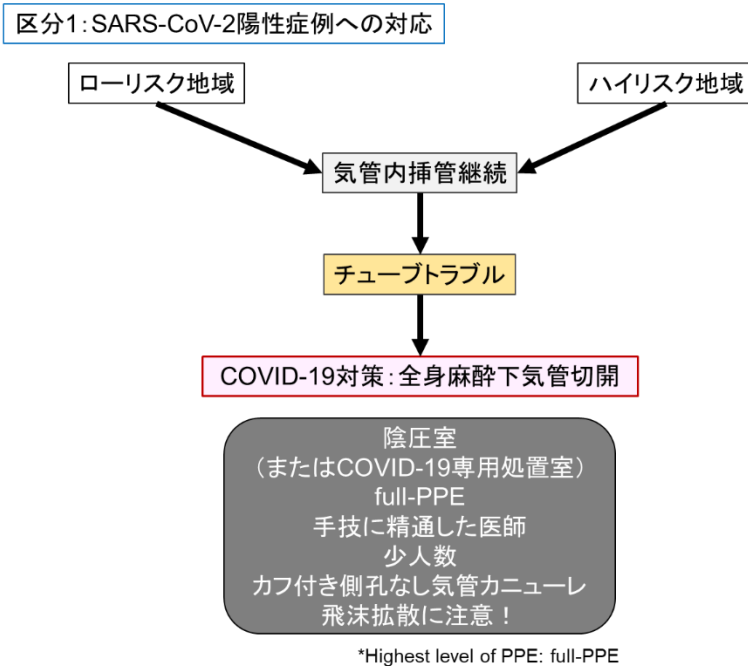 区分1：SARS-CoV-2陽性症例への対応
ローリスク地域
ハイリスク地域
気管内挿管継続
チューブトラブル
COVID-19対策：全身麻酔下気管切開
陰圧室
（またはCOVID-19専用処置室）
full-PPE
手技に精通した医師
少人数
カフ付き側孔なし気管カニューレ
飛沫拡散に注意！
*Highest level of PPE: full-PPE